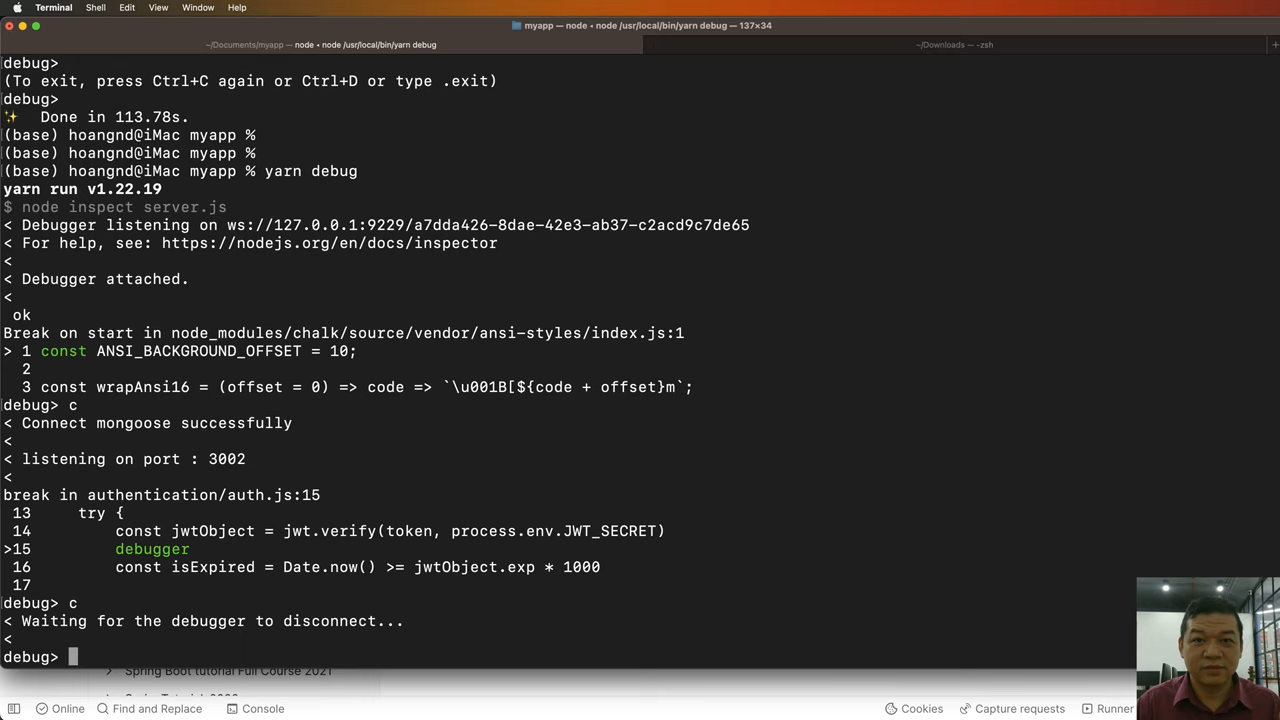 Terminal Shell Edit View Window Help
myapp — node ◂ node /usr/local/bin/yarn debug — 137×34
~/Documents/myapp — node ◂ node /usr/local/bin/yarn debug
~/Downloads — -zsh
debug>
(To exit, press Ctrl+C again or Ctrl+D or type .exit)
debug>
✨ Done in 113.78s.
(base) hoangnd@iMac myapp %
(base) hoangnd@iMac myapp %
(base) hoangnd@iMac myapp % yarn debug
yarn run v1.22.19
$ node inspect server.js
< Debugger listening on ws://127.0.0.1:9229/a7dda426-8dae-42e3-ab37-c2acd9c7de65
< For help, see: https://nodejs.org/en/docs/inspector
<
< Debugger attached.
<
ok
Break on start in node_modules/chalk/source/vendor/ansi-styles/index.js:1
> 1 const ANSI_BACKGROUND_OFFSET = 10;
2
3 const wrapAnsi16 = (offset = 0) => code => `\u001B[${code + offset}m`;
debug> c
< Connect mongoose successfully
<
< listening on port : 3002
<
break in authentication/auth.js:15
13 try {
14 const jwtObject = jwt.verify(token, process.env.JWT_SECRET)
>15 debugger
16 const isExpired = Date.now() >= jwtObject.exp * 1000
17
debug> c
< Waiting for the debugger to disconnect...
<
debug>
Spring Boot tutorial Full Course 2021
Online Find and Replace Console Cookies Capture requests Runner